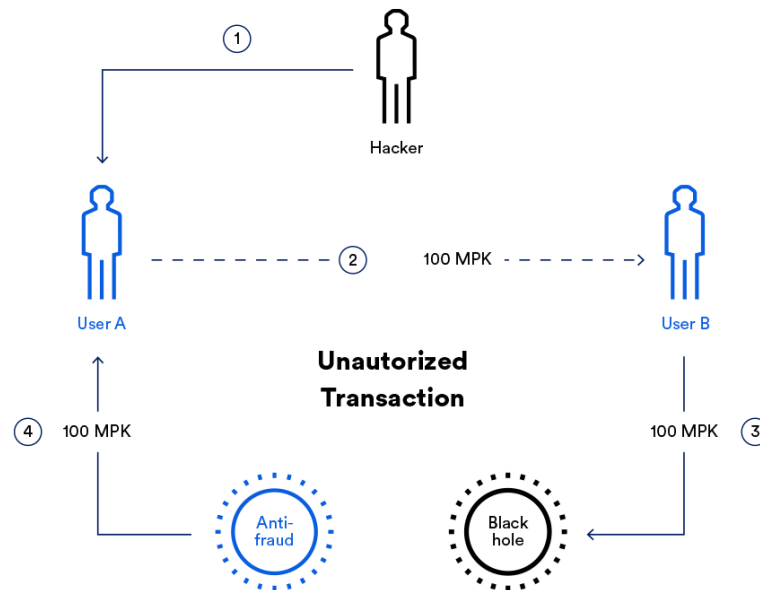 1
Hacker
2
100 MPK
User A
User B
Unautorized
Transaction
4
100 MPK
100 MPK
3
Anti-
fraud
Black
hole